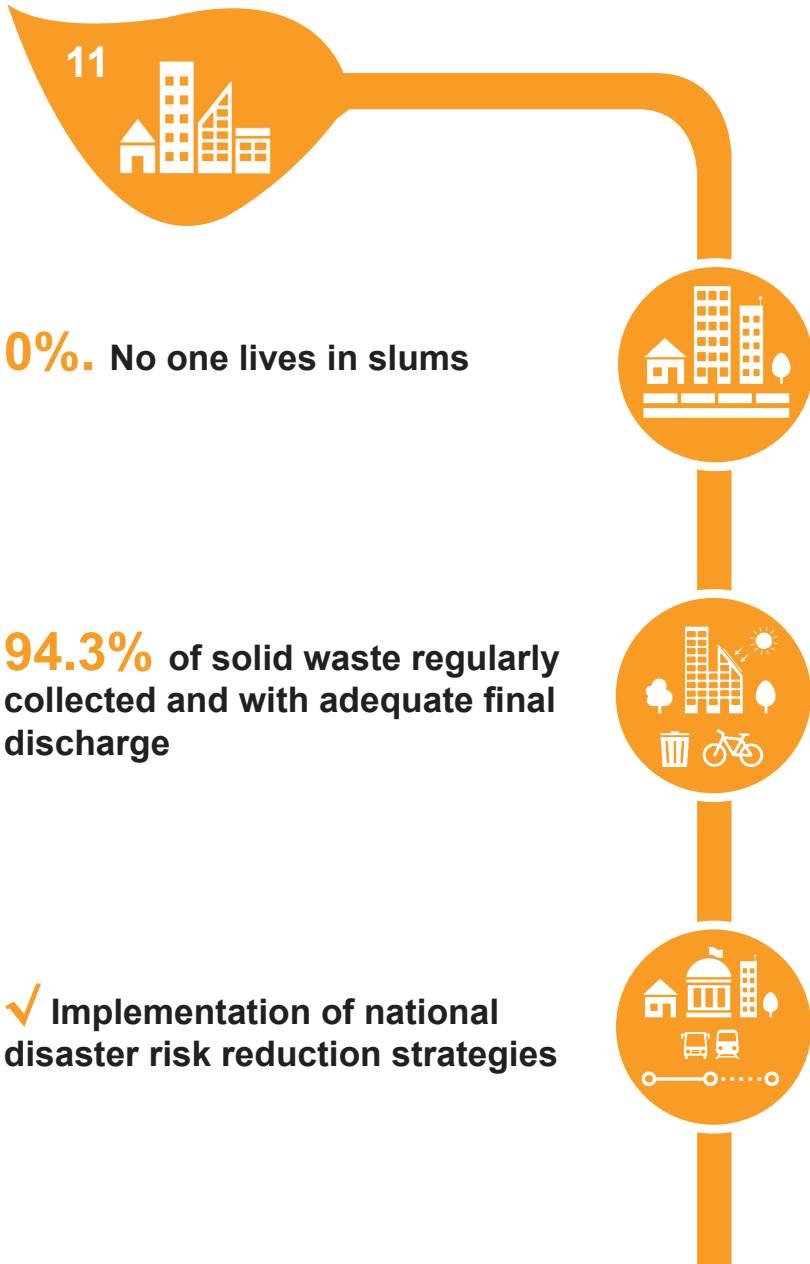 11
0%. No one lives in slums
94.3% of solid waste regularly
collected and with adequate final
discharge
√ Implementation of national
disaster risk reduction strategies